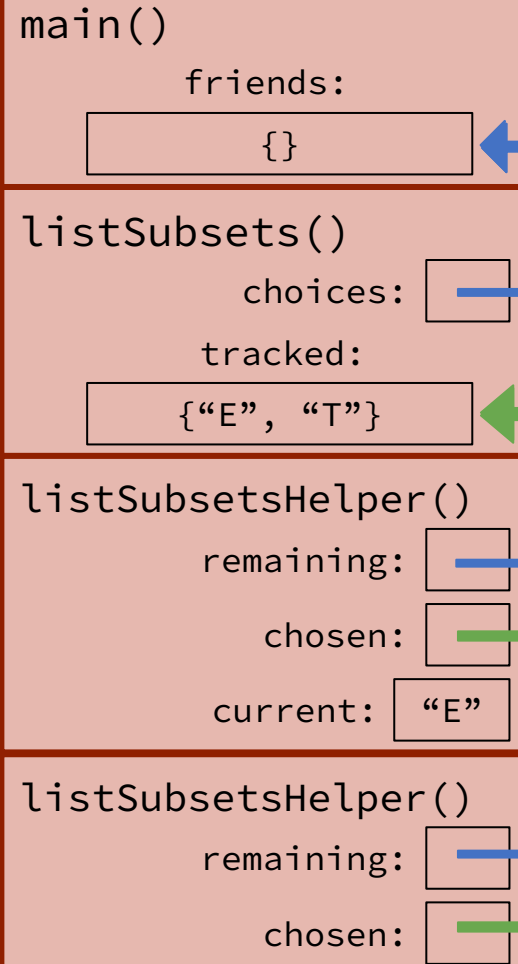 main()
friends:
{}
listSubsets()
choices:
tracked:
{“E”, “T”}
listSubsetsHelper()
remaining:
chosen:
current: “E”
listSubsetsHelper()
remaining:
chosen: